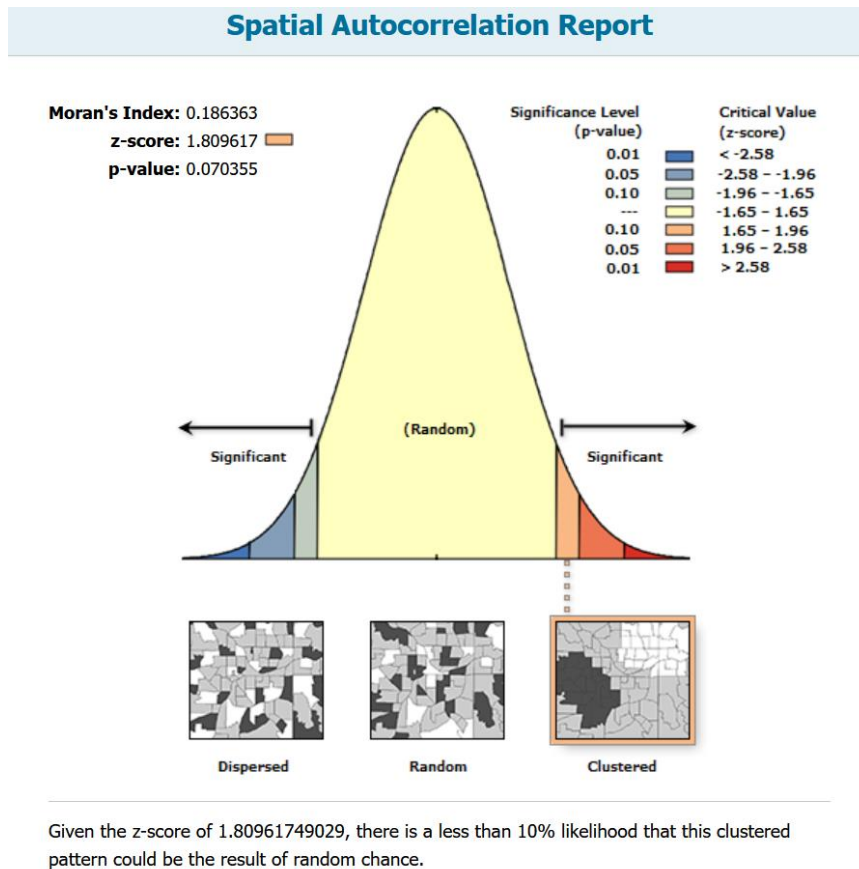 Spatial Autocorrelation Report
Moran's Index: 0.186363
z-score: 1.809617
p-value: 0.070355
Significance Level
(p-value)
Critical Value
(z-score)
0.01 < -2.58
0.05 -2.58 – -1.96
0.10 -1.96 – -1.65
--- -1.65 – 1.65
0.10 1.65 – 1.96
0.05 1.96 – 2.58
0.01 > 2.58
(Random)
Significant
Significant
Dispersed
Random
Clustered
Given the z-score of 1.80961749029, there is a less than 10% likelihood that this clustered
pattern could be the result of random chance.